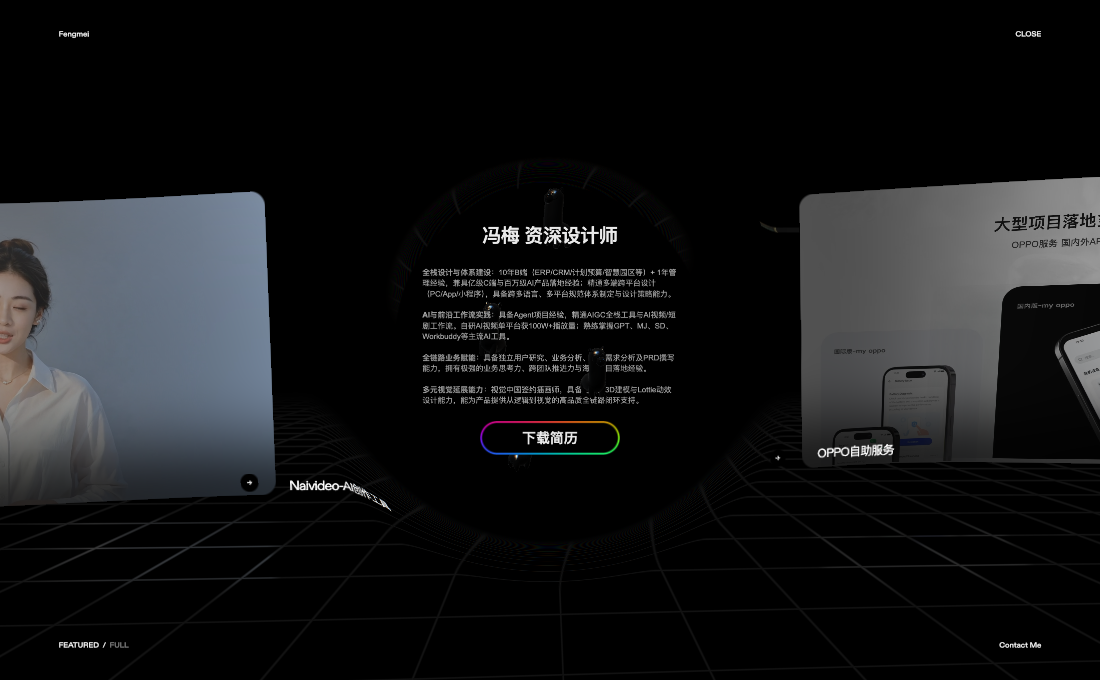 Fengmei
CLOSE
冯梅 资深设计师
全栈设计与体系建设：10年B端（ERP/CRM/计划预算/智慧园区等）+ 1年管
理经验，兼具亿级C端与百万级AI产品落地经验；精通多端跨平台设计
（PC/App/小程序），具备跨多语言、多平台规范体系制定与设计策略能力。
AI与前沿工作流实践：具备Agent项目经验，精通AIGC全栈工具与AI视频/短
剧工作流。自研AI视频单平台获100W+播放量；熟练掌握GPT、MJ、SD、
Workbuddy等主流AI工具。
全链路业务赋能：具备独立用户研究、业务分析、需求分析及PRD撰写
能力，拥有极强的业务思考力、跨团队推进力与海 目落地经验。
多元视觉延展能力：视觉中国签约插画师，具备 3D建模与Lottie动效
设计能力，能为产品提供从逻辑到视觉的高品质全链路闭环支持。
下载简历
Naivideo-AI创作工具
大型项目落地
OPPO服务 国内外AP
国内版-my oppo
OPPO自助服务
FEATURED / FULL
Contact Me